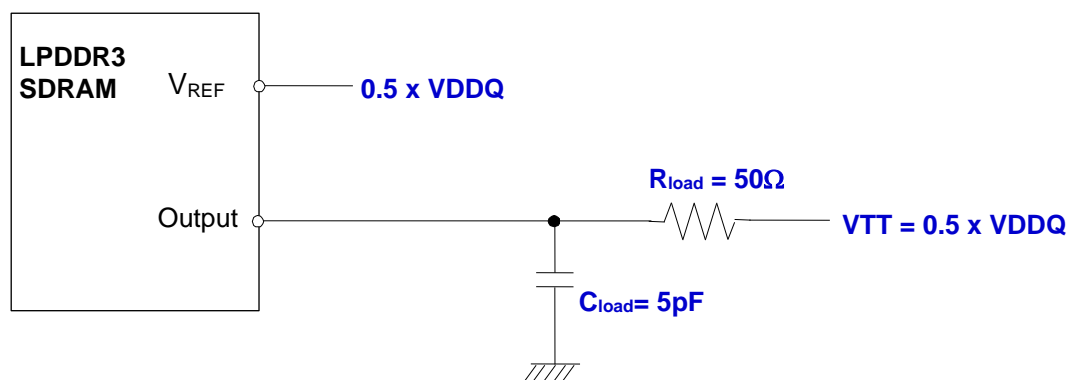 LPDDR3
SDRAM
VREF
0.5 x VDDQ
Output
Rload = 50Ω
VTT = 0.5 x VDDQ
Cload= 5pF